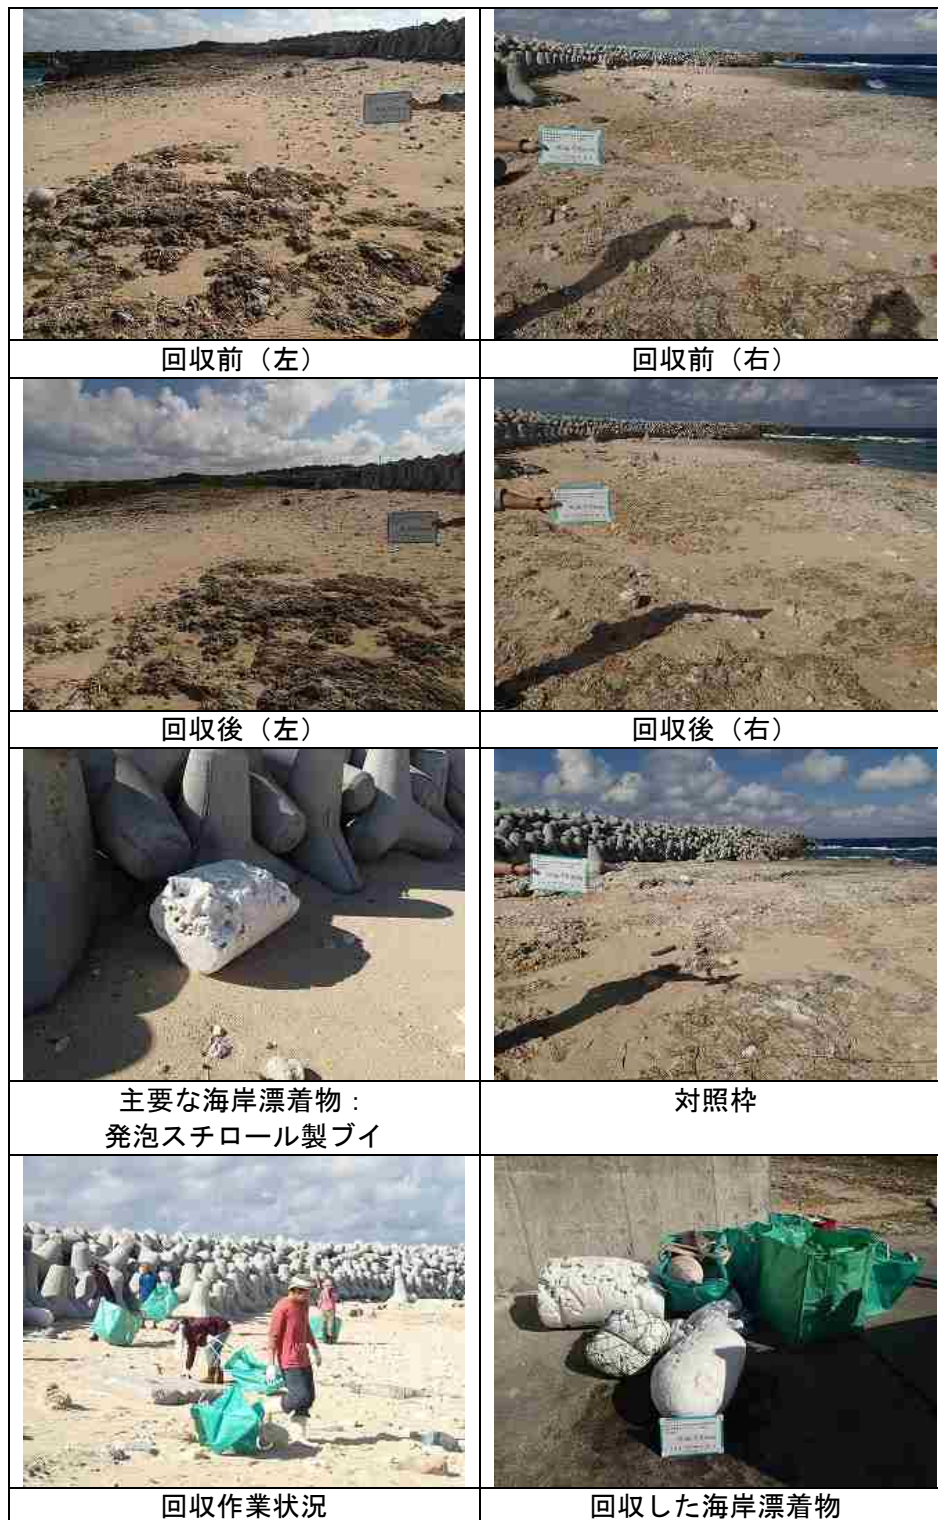 回収前（左）
回収前（右）
回収後（左）
回収後（右）
主要な海岸漂着物：
発泡スチロール製ブイ
対照枠
回収作業状況
回収した海岸漂着物